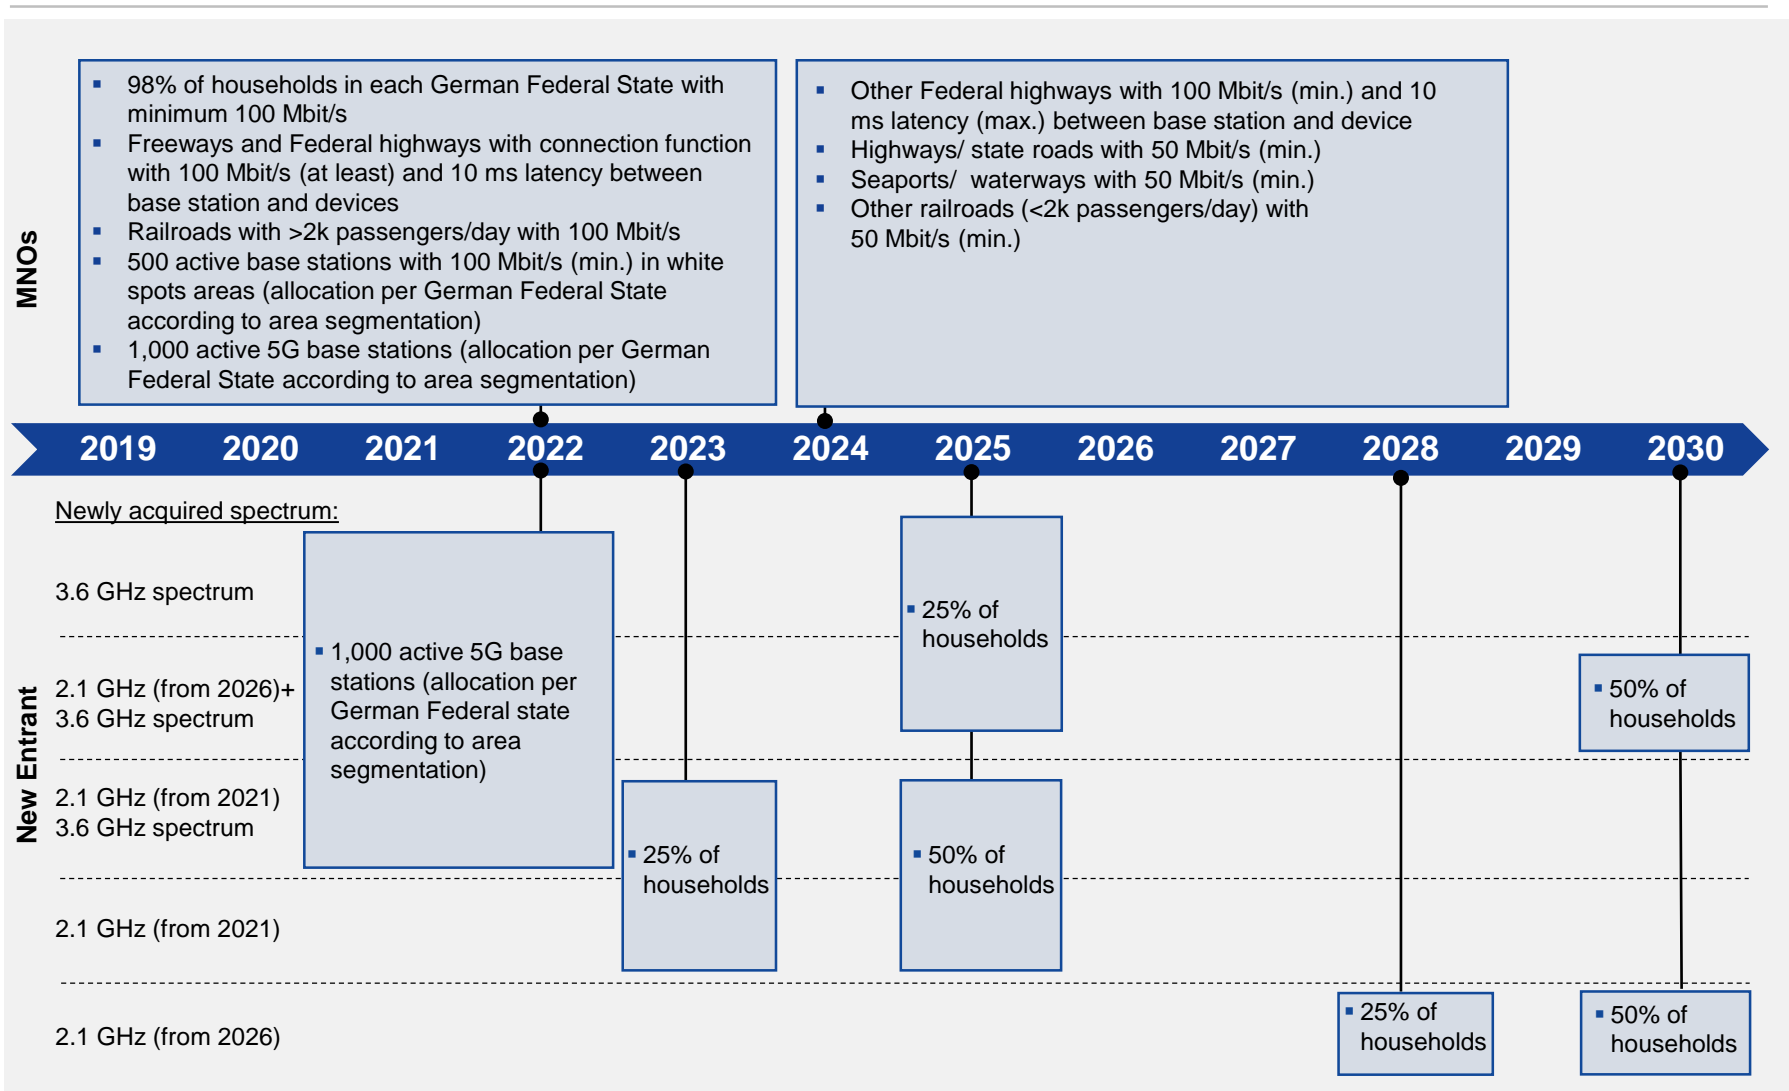 MNOs
▪ 98% of households in each German Federal State with
minimum 100 Mbit/s
▪ Freeways and Federal highways with connection function
with 100 Mbit/s (at least) and 10 ms latency between
base station and devices
▪ Railroads with >2k passengers/day with 100 Mbit/s
▪ 500 active base stations with 100 Mbit/s (min.) in white
spots areas (allocation per German Federal State
according to area segmentation)
▪ 1,000 active 5G base stations (allocation per German
Federal State according to area segmentation)
▪ Other Federal highways with 100 Mbit/s (min.) and 10
ms latency (max.) between base station and device
▪ Highways/ state roads with 50 Mbit/s (min.)
▪ Seaports/ waterways with 50 Mbit/s (min.)
▪ Other railroads (<2k passengers/day) with
50 Mbit/s (min.)
2019 2020 2021 2022 2023 2024 2025 2026 2027 2028 2029 2030
New Entrant
Newly acquired spectrum:
3.6 GHz spectrum
2.1 GHz (from 2026)+
3.6 GHz spectrum
2.1 GHz (from 2021)
3.6 GHz spectrum
2.1 GHz (from 2021)
2.1 GHz (from 2026)
▪ 1,000 active 5G base
stations (allocation per
German Federal state
according to area
segmentation)
▪ 25% of
households
▪ 25% of
households
▪ 50% of
households
▪ 25% of
households
▪ 50% of
households
▪ 50% of
households